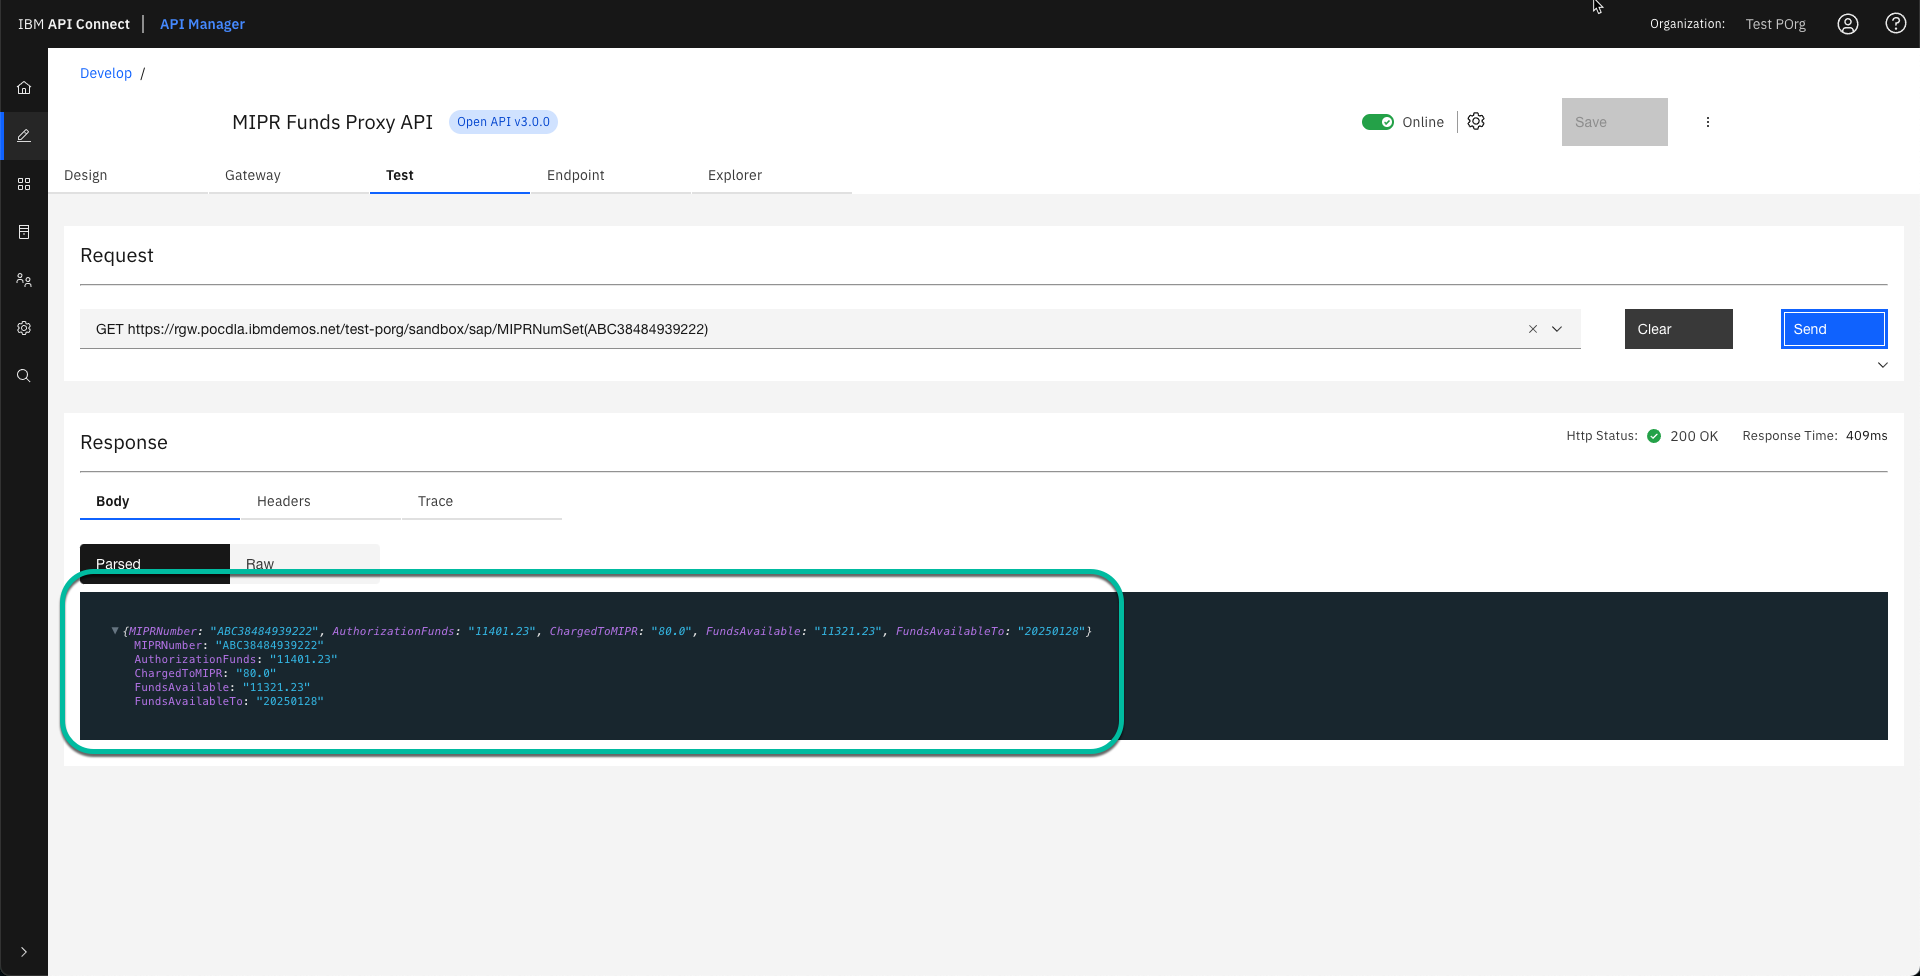 IBM API Connect | API Manager Organization: Test POrg
Develop /
MIPR Funds Proxy API Open API v3.0.0 Online Save
Design Gateway Test Endpoint Explorer
Request
GET https://rgw.pocdla.ibmdemos.net/test-porg/sandbox/sap/MIPRNumSet(ABC38484939222) Clear Send
Response Http Status: 200 OK Response Time: 409ms
Body Headers Trace
Parsed Raw
{MIPRNumber: "ABC38484939222", AuthorizationFunds: "11401.23", ChargedToMIPR: "80.0", FundsAvailable: "11321.23", FundsAvailableTo: "20250128"}
MIPRNumber: "ABC38484939222"
AuthorizationFunds: "11401.23"
ChargedToMIPR: "80.0"
FundsAvailable: "11321.23"
FundsAvailableTo: "20250128"